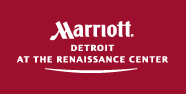 Marriott.
DETROIT
AT THE RENAISSANCE CENTER